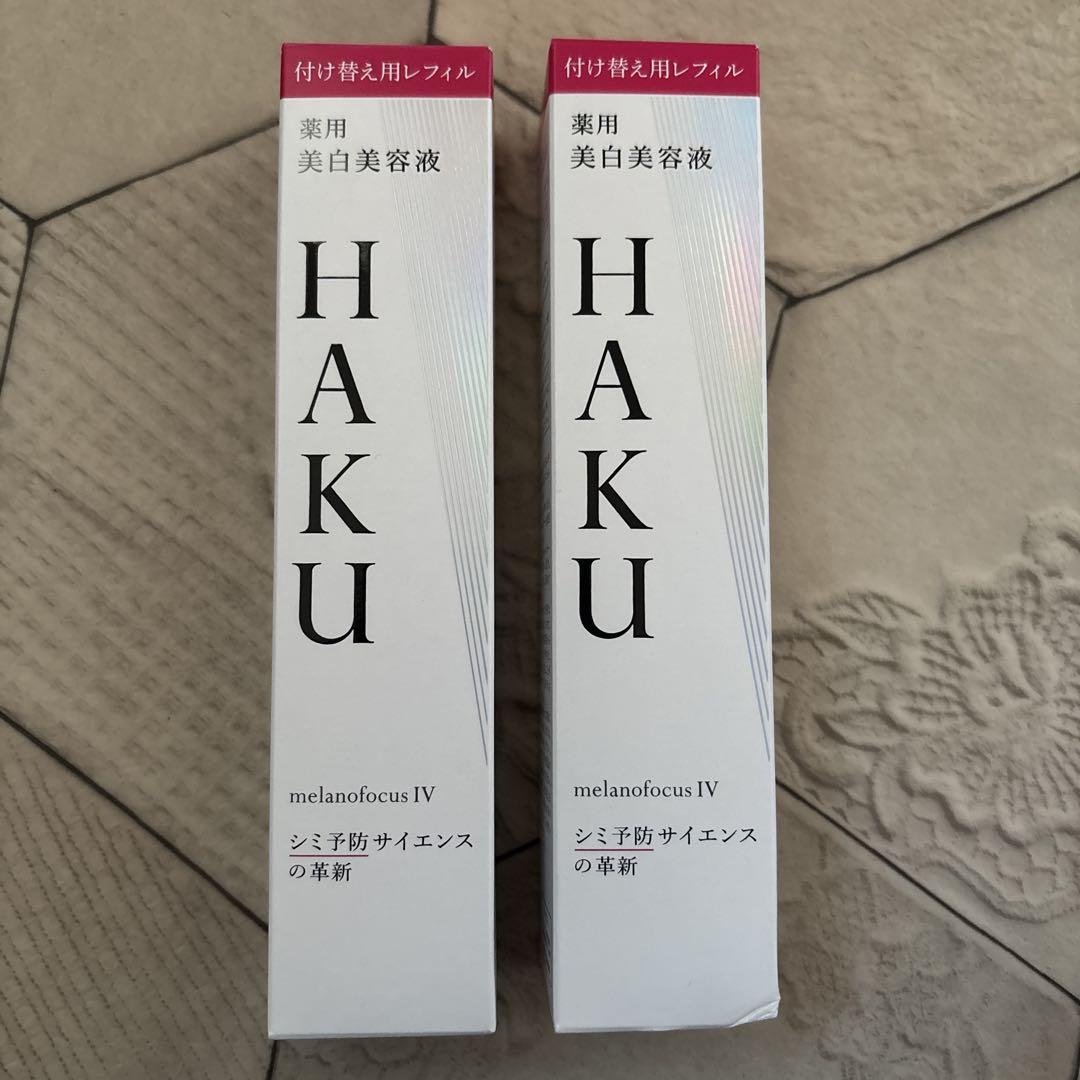 付け替え用レフィル
薬用
美白美容液
HAKU
melanofocus IV
シミ予防サイエンス
の革新
付け替え用レフィル
薬用
美白美容液
HAKU
melanofocus IV
シミ予防サイエンス
の革新